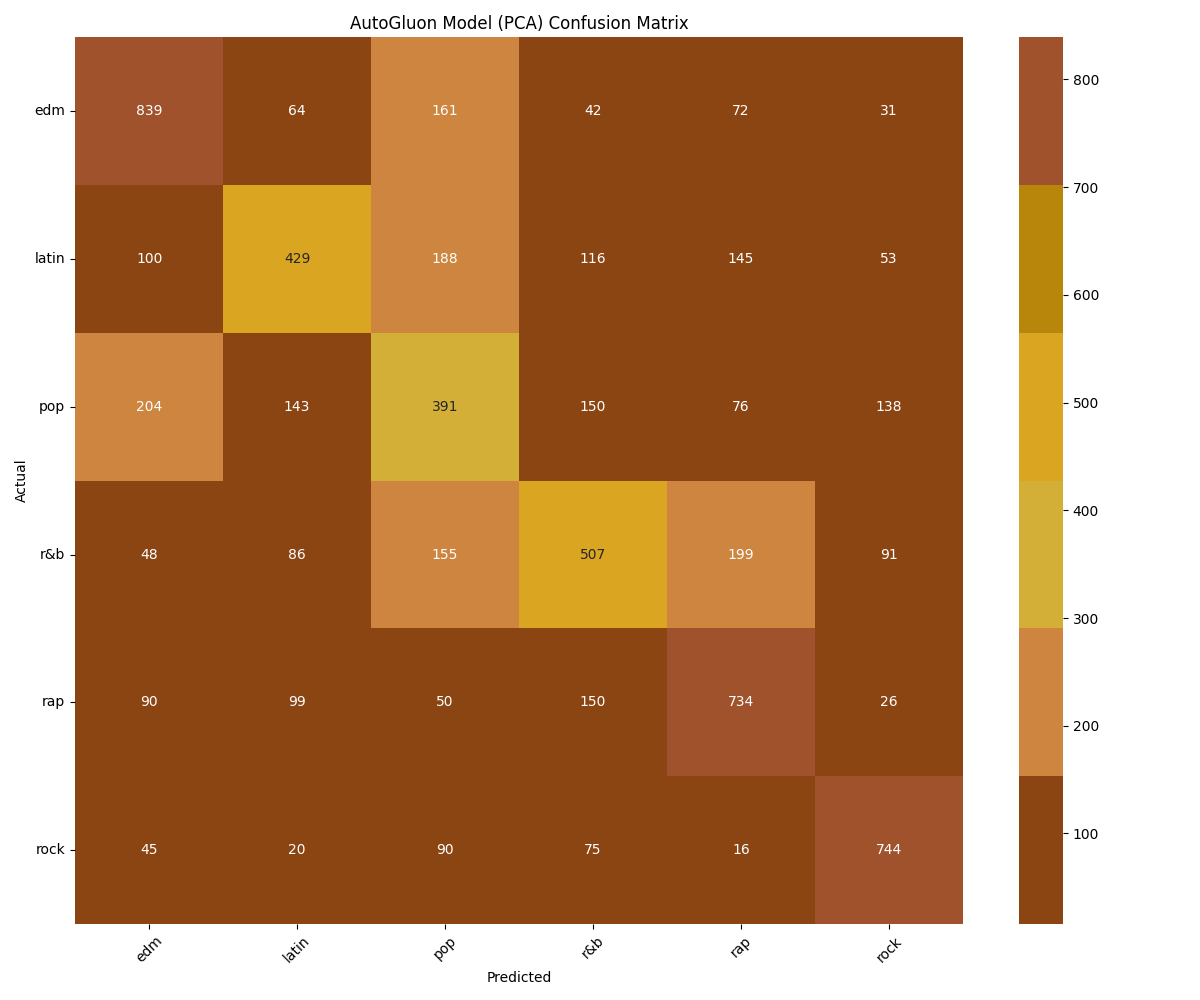 AutoGluon Model (PCA) Confusion Matrix
edm 839 64 161 42 72 31
latin 100 429 188 116 145 53
pop 204 143 391 150 76 138
r&b 48 86 155 507 199 91
rap 90 99 50 150 734 26
rock 45 20 90 75 16 744
edm latin pop r&b rap rock
Predicted
Actual
800
700
600
500
400
300
200
100